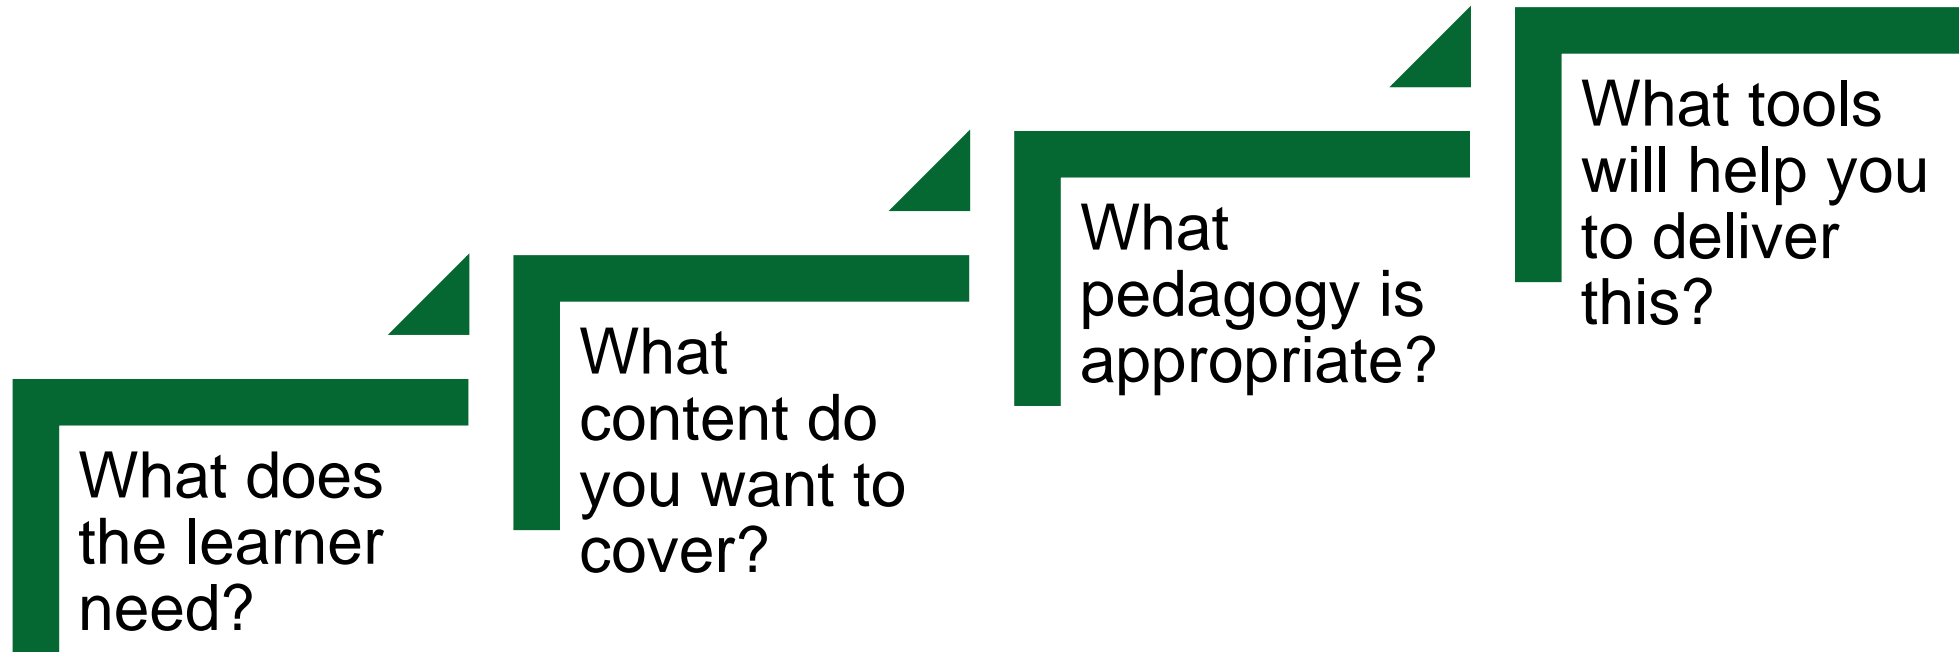 What does
the learner
need?
What
content do
you want to
cover?
What
pedagogy is
appropriate?
What tools
will help you
to deliver
this?